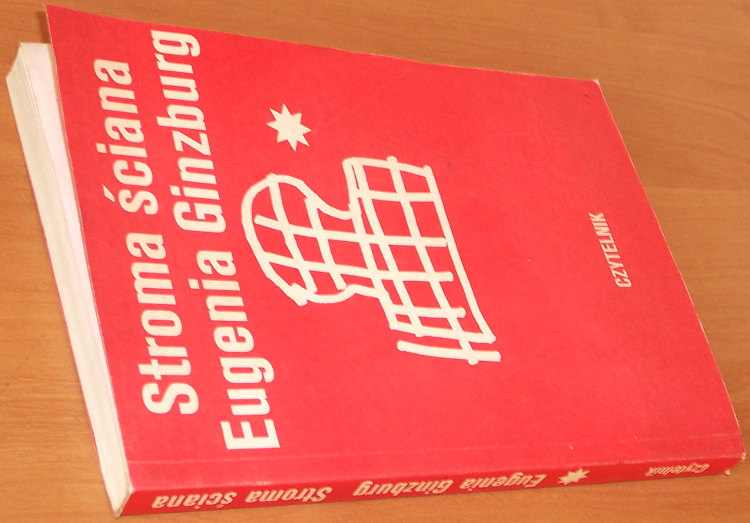 Stroma ściana
Eugenia Ginzburg
CZYTELNIK
Stroma ściana Eugenia Ginzburg Czytelnik